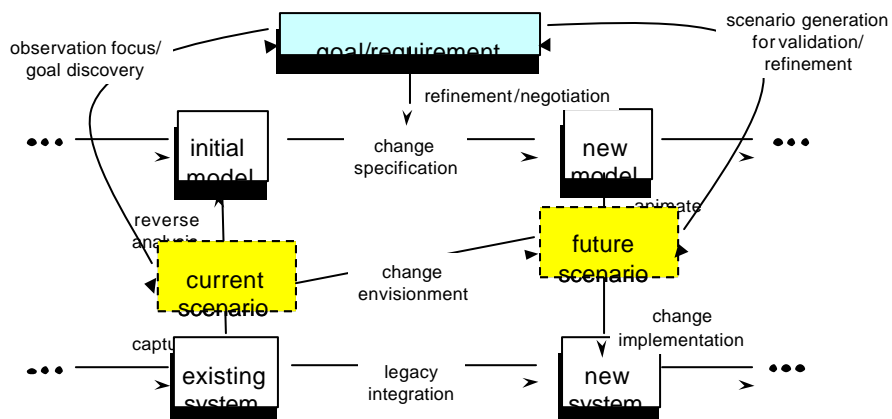 observation focus/
goal discovery
goal/requirement
scenario generation
for validation/
refinement
refinement/negotiation
initial
model
change
specification
new
model
reverse
analysis
animate
current
scenario
change
envisionment
future
scenario
captu
existing
system
legacy
integration
new
system
change
implementation